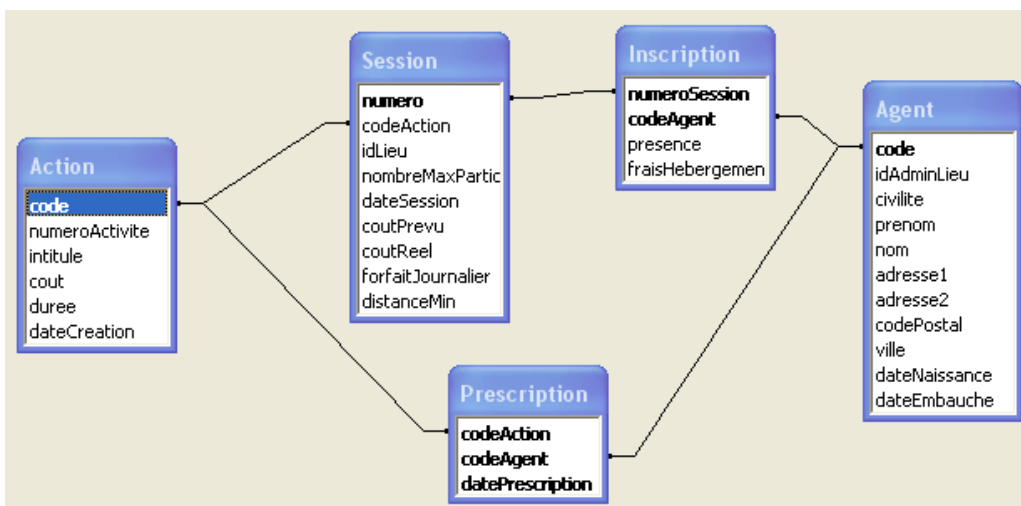 Action
code
numeroActivite
intitule
cout
duree
dateCreation
Session
numero
codeAction
idLieu
nombreMaxPartic
dateSession
coutPrevu
coutReel
forfaitJournalier
distanceMin
Inscription
numeroSession
codeAgent
presence
fraisHebergemen
Agent
code
idAdminLieu
civilite
prenom
nom
adresse1
adresse2
codePostal
ville
dateNaissance
dateEmbauche
Prescription
codeAction
codeAgent
datePrescription